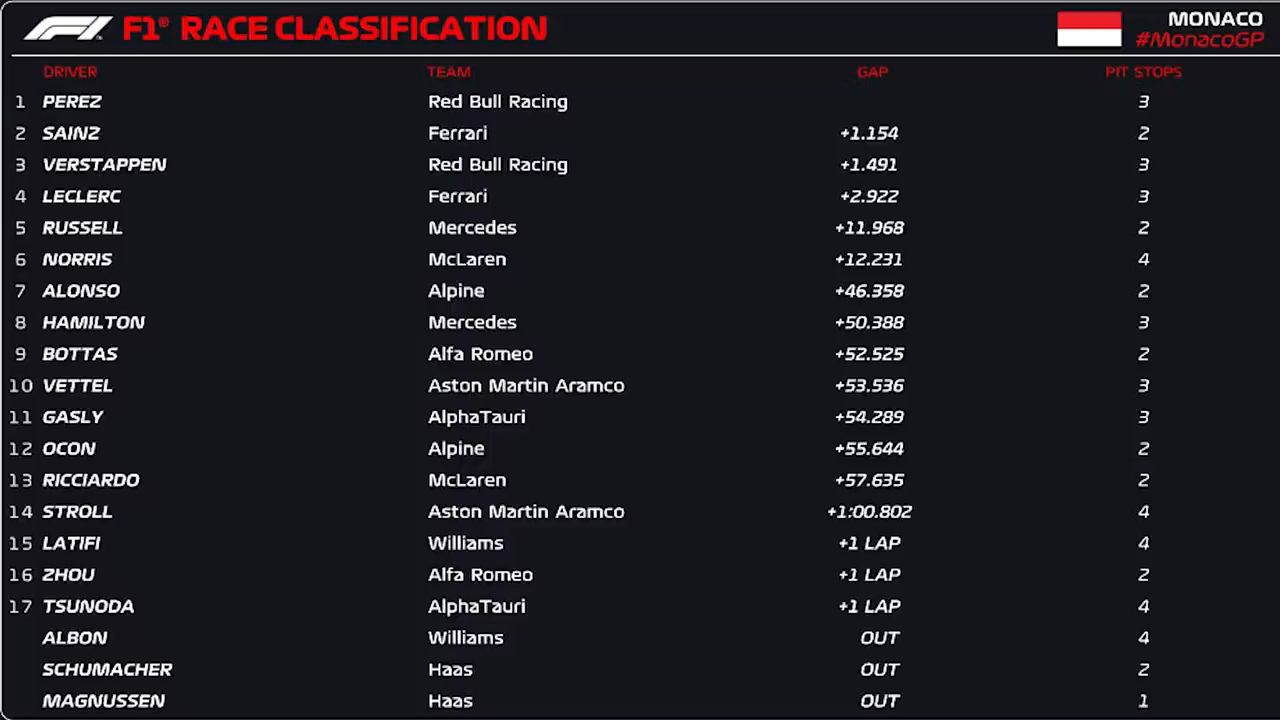 F1® RACE CLASSIFICATION
MONACO
#MonacoGP
DRIVER TEAM GAP PIT STOPS
1 PEREZ Red Bull Racing 3
2 SAINZ Ferrari +1.154 2
3 VERSTAPPEN Red Bull Racing +1.491 3
4 LECLERC Ferrari +2.922 3
5 RUSSELL Mercedes +11.968 2
6 NORRIS McLaren +12.231 4
7 ALONSO Alpine +46.358 2
8 HAMILTON Mercedes +50.388 3
9 BOTTAS Alfa Romeo +52.525 2
10 VETTEL Aston Martin Aramco +53.536 3
11 GASLY AlphaTauri +54.289 3
12 OCON Alpine +55.644 2
13 RICCIARDO McLaren +57.635 2
14 STROLL Aston Martin Aramco +1:00.802 4
15 LATIFI Williams +1 LAP 4
16 ZHOU Alfa Romeo +1 LAP 2
17 TSUNODA AlphaTauri +1 LAP 4
ALBON Williams OUT 4
SCHUMACHER Haas OUT 2
MAGNUSSEN Haas OUT 1